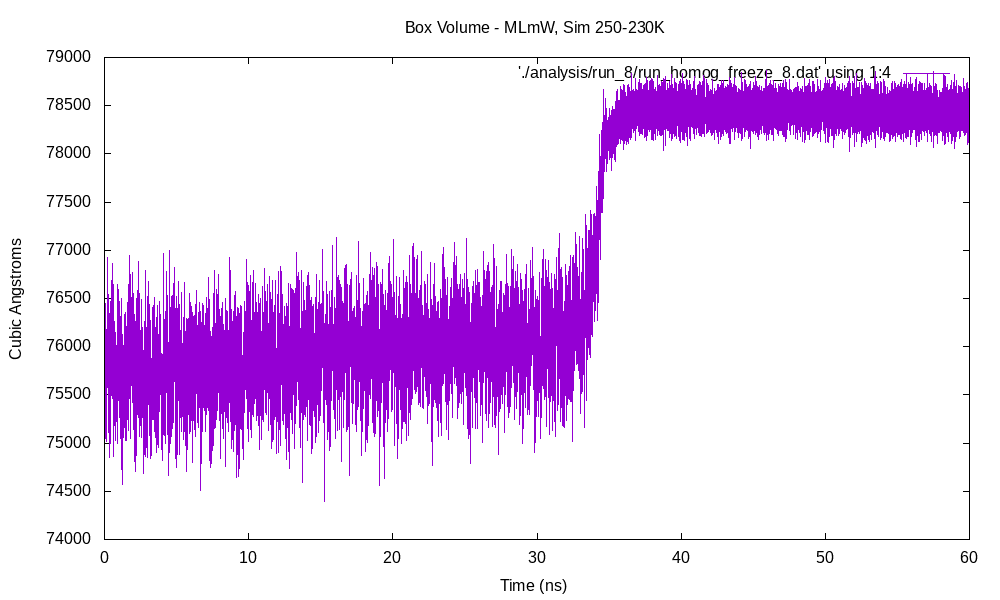 Box Volume - MLmW, Sim 250-230K
'./analysis/run_8/run_homog_freeze_8.dat' using 1:4
79000
78500
78000
77500
77000
76500
76000
75500
75000
74500
74000
Cubic Angstroms
0 10 20 30 40 50 60
Time (ns)